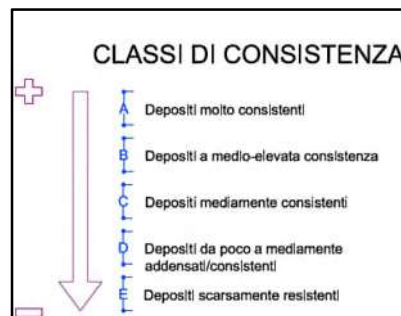 CLASSI DI CONSISTENZA
A Depositi molto consistenti
B Depositi a medio-elevata consistenza
C Depositi mediamente consistenti
D Depositi da poco a mediamente
addensati/consistenti
E Depositi scarsamente resistenti